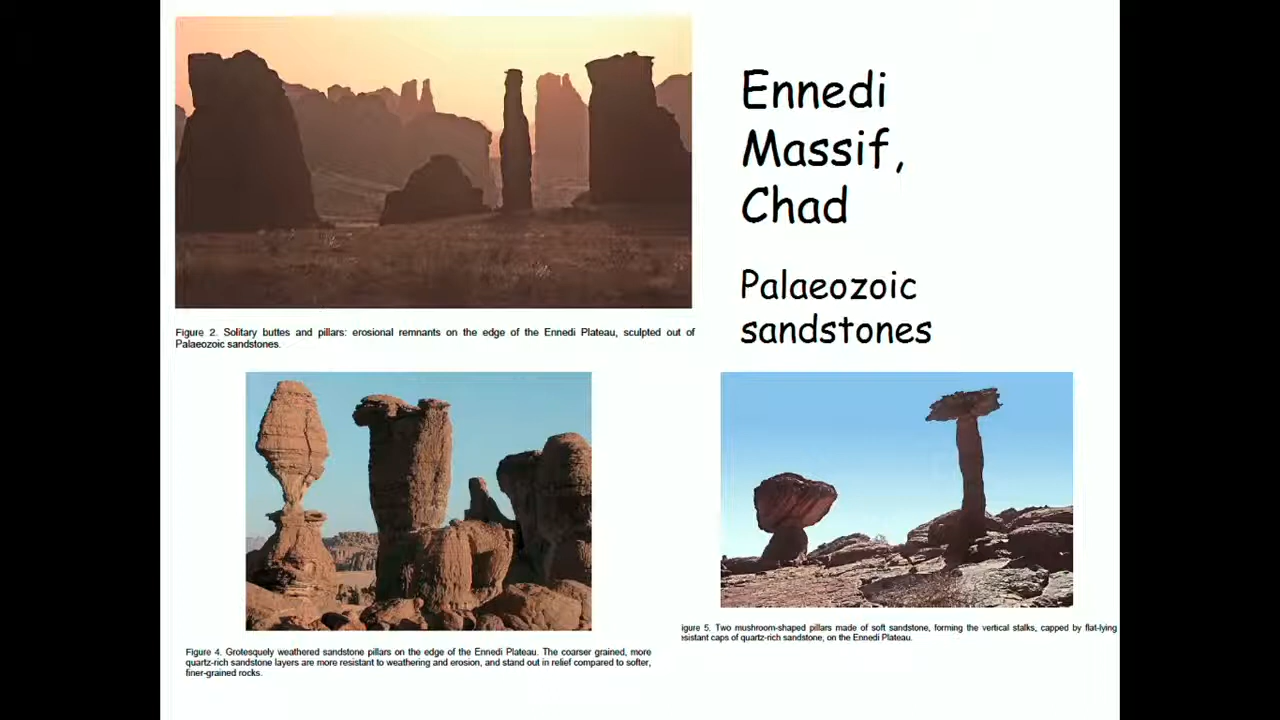 Ennedi
Massif,
Chad
Palaeozoic
sandstones
Figure 2. Solitary buttes and pillars: erosional remnants on the edge of the Ennedi Plateau, sculpted out of
Palaeozoic sandstones.
Figure 4. Grotesquely weathered sandstone pillars on the edge of the Ennedi Plateau. The coarser grained, more
quartz-rich sandstone layers are more resistant to weathering and erosion, and stand out in relief compared to softer,
finer-grained rocks.
igure 5. Two mushroom-shaped pillars made of soft sandstone, forming the vertical stalks, capped by flat-lying
esistant caps of quartz-rich sandstone, on the Ennedi Plateau.